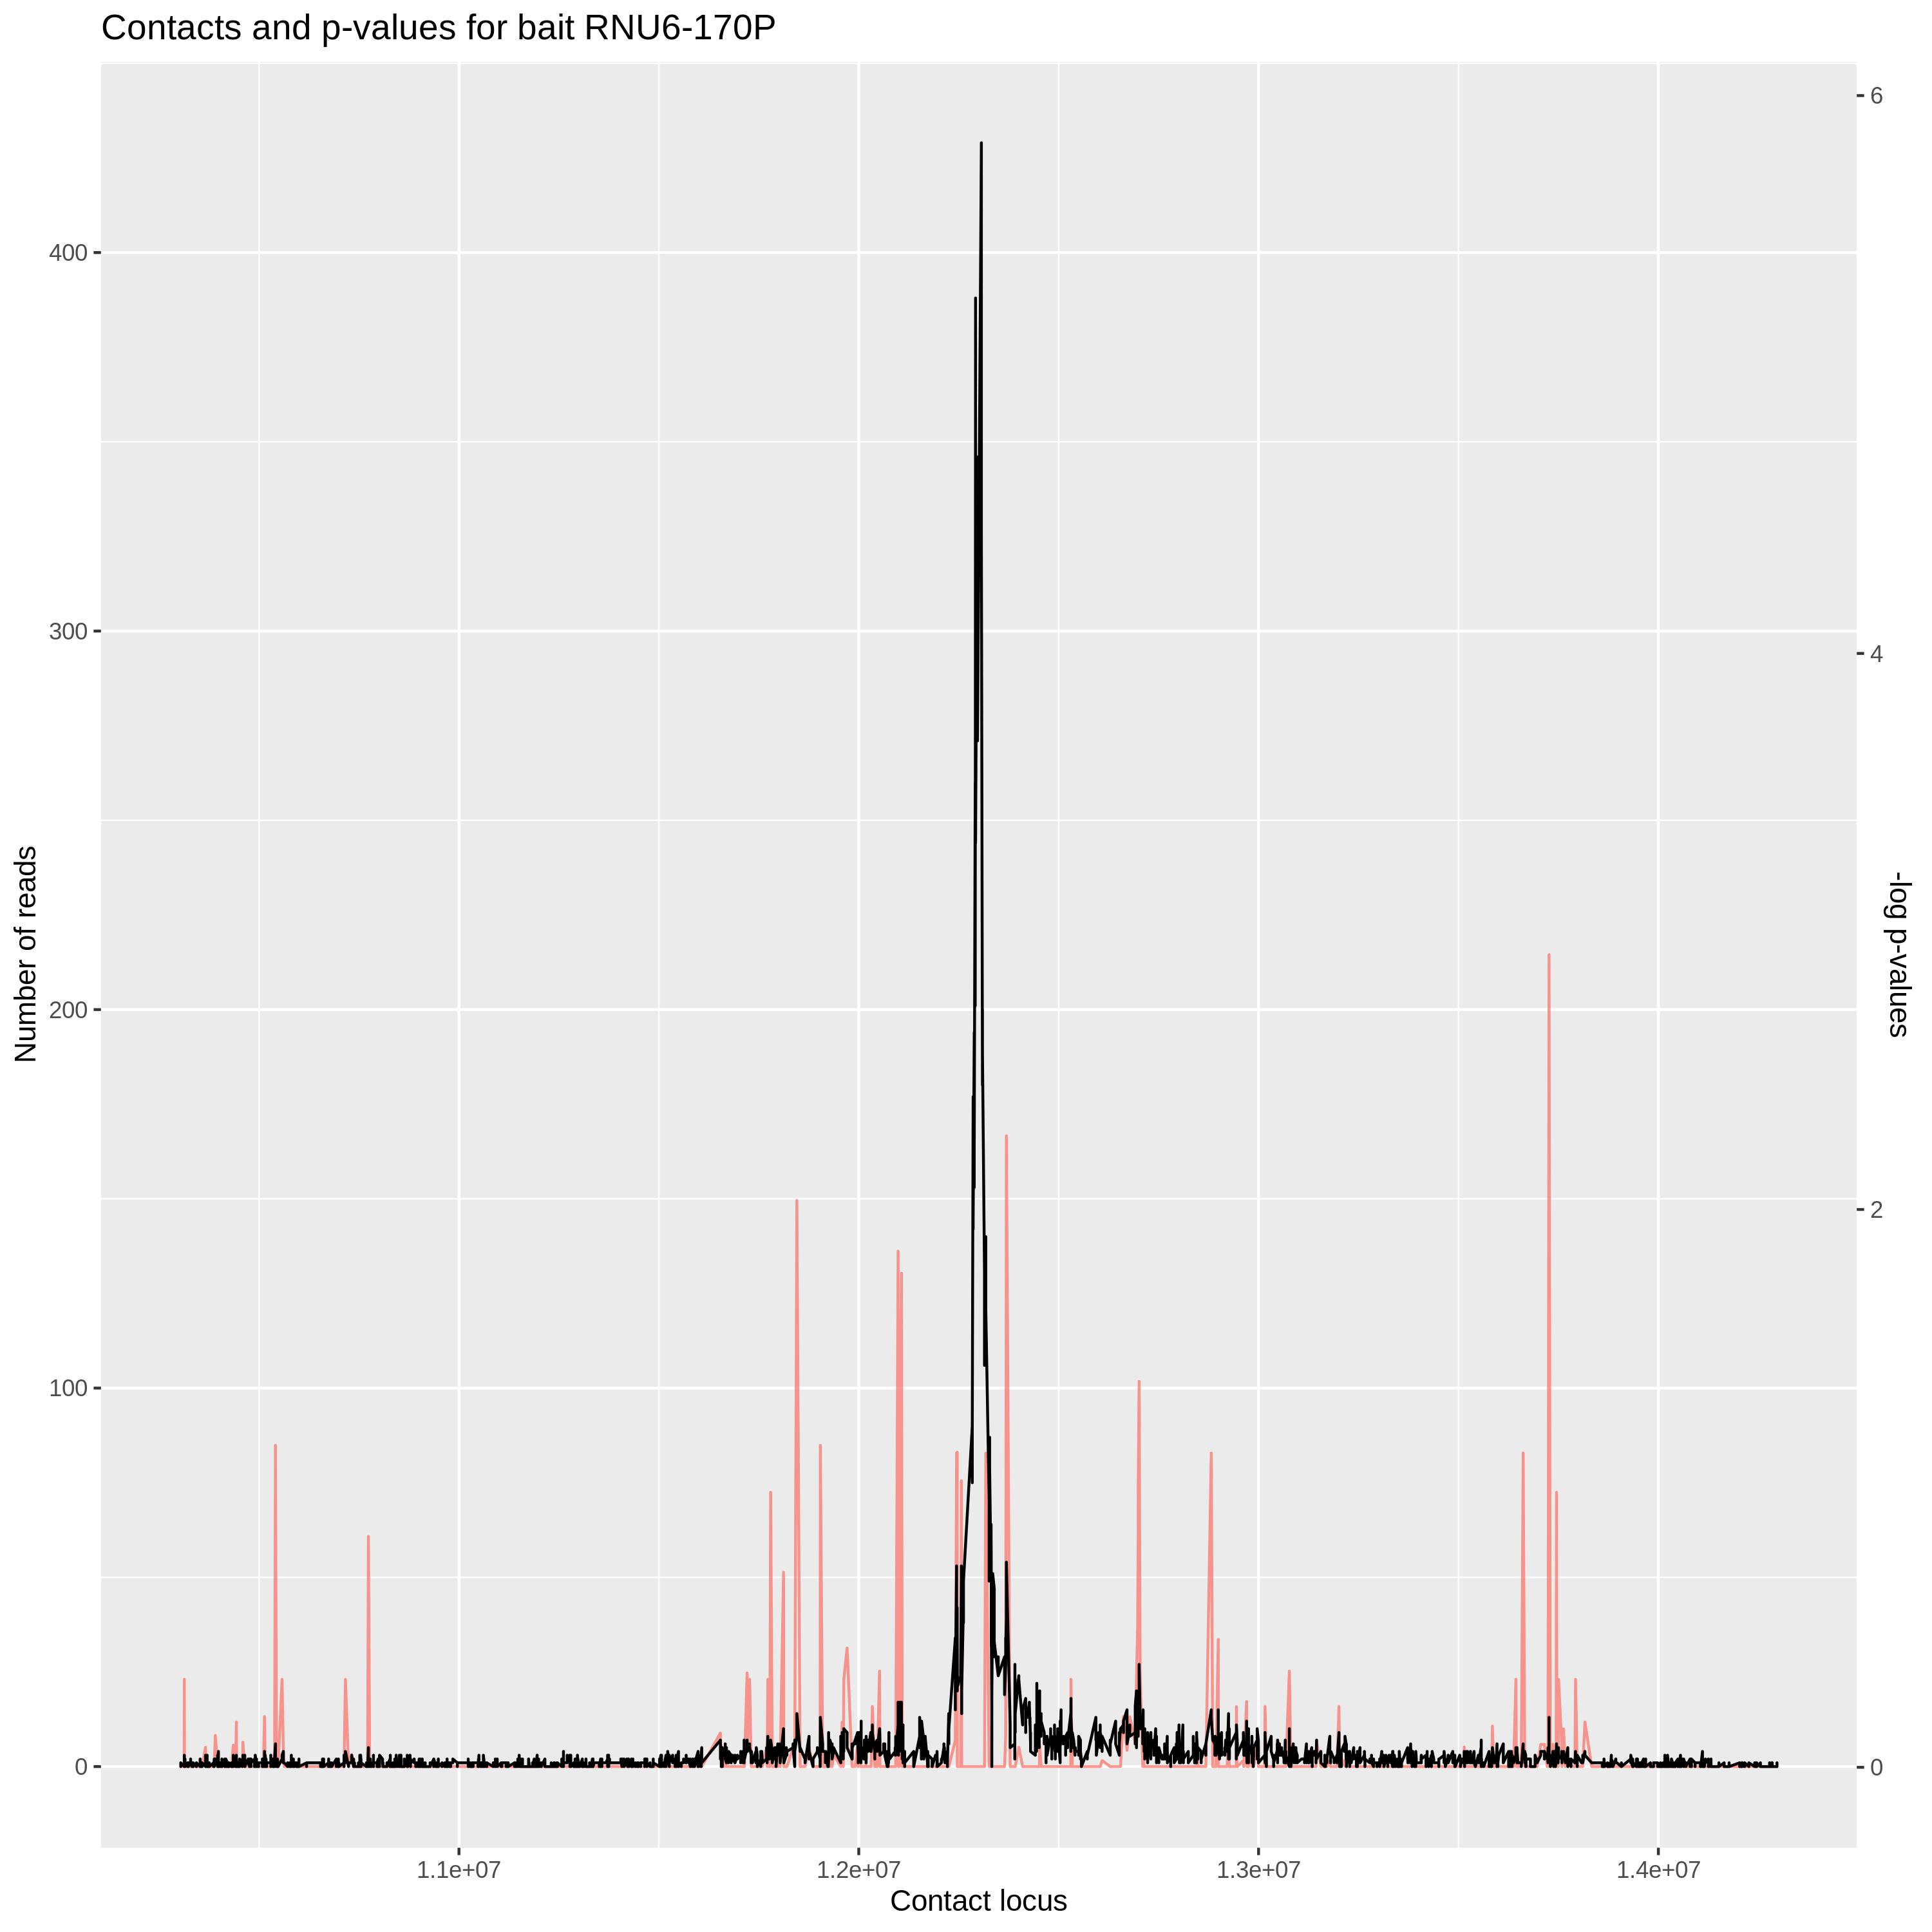 Contacts and p-values for bait RNU6-170P
400
300
200
100
0
Number of reads
6
4
2
0
-log p-values
1.1e+07
1.2e+07
1.3e+07
1.4e+07
Contact locus